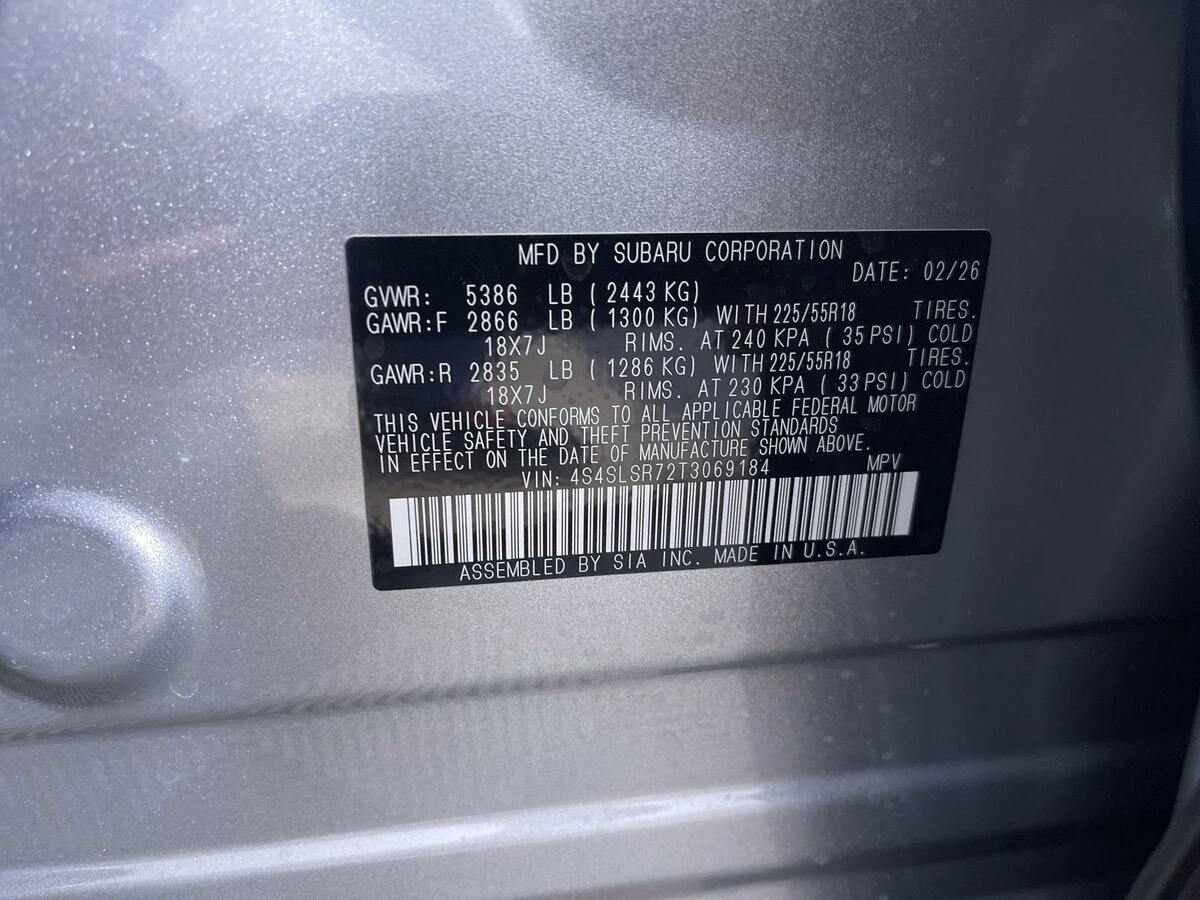 MFD BY SUBARU CORPORATION
DATE: 02/26
GVWR: 5386 LB ( 2443 KG)
GAWR:F 2866 LB ( 1300 KG) WITH 225/55R18 TIRES.
18X7J RIMS. AT 240 KPA ( 35 PSI) COLD
GAWR:R 2835 LB ( 1286 KG) WITH 225/55R18 TIRES.
18X7J RIMS. AT 230 KPA ( 33 PSI) COLD
THIS VEHICLE CONFORMS TO ALL APPLICABLE FEDERAL MOTOR
VEHICLE SAFETY AND THEFT PREVENTION STANDARDS
IN EFFECT ON THE DATE OF MANUFACTURE SHOWN ABOVE.
VIN: 4S4SLSR72T3069184 MPV
ASSEMBLED BY SIA INC. MADE IN U.S.A.